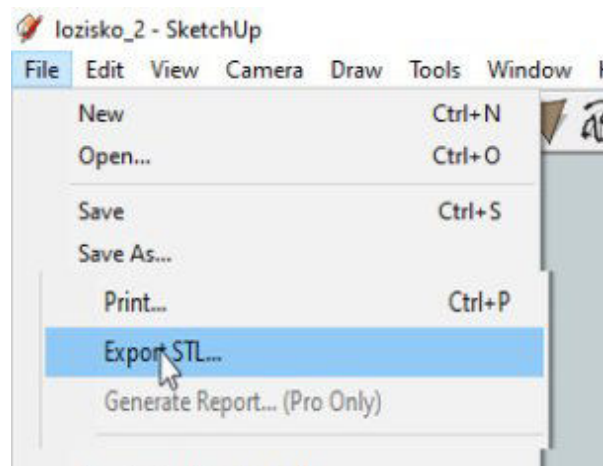 lozisko_2 - SketchUp
File Edit View Camera Draw Tools Window
New Ctrl+N
Open... Ctrl+O
Save Ctrl+S
Save As...
Print... Ctrl+P
Export STL...
Generate Report... (Pro Only)